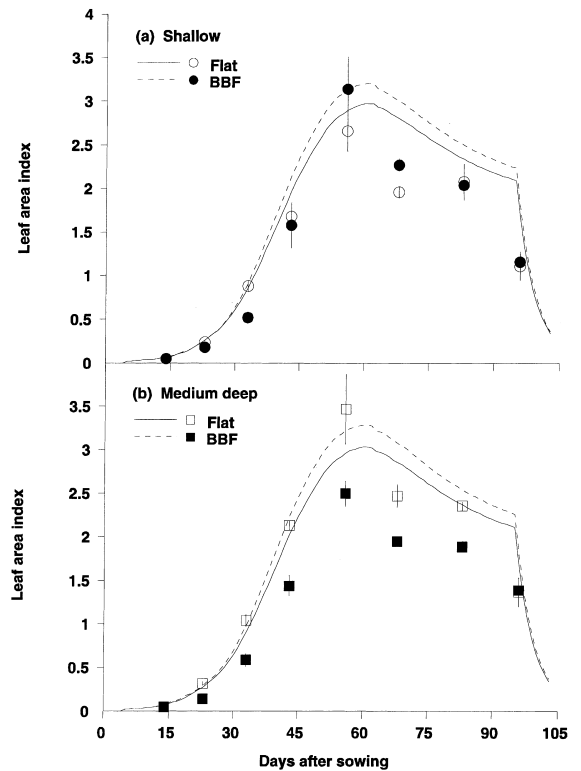 4
(a) Shallow
3.5
Flat
BBF
3
2.5
Leaf area index
2
1.5
1
0.5
0
(b) Medium deep
3.5
Flat
BBF
3
2.5
Leaf area index
2
1.5
1
0.5
0
0 15 30 45 60 75 90 105
Days after sowing